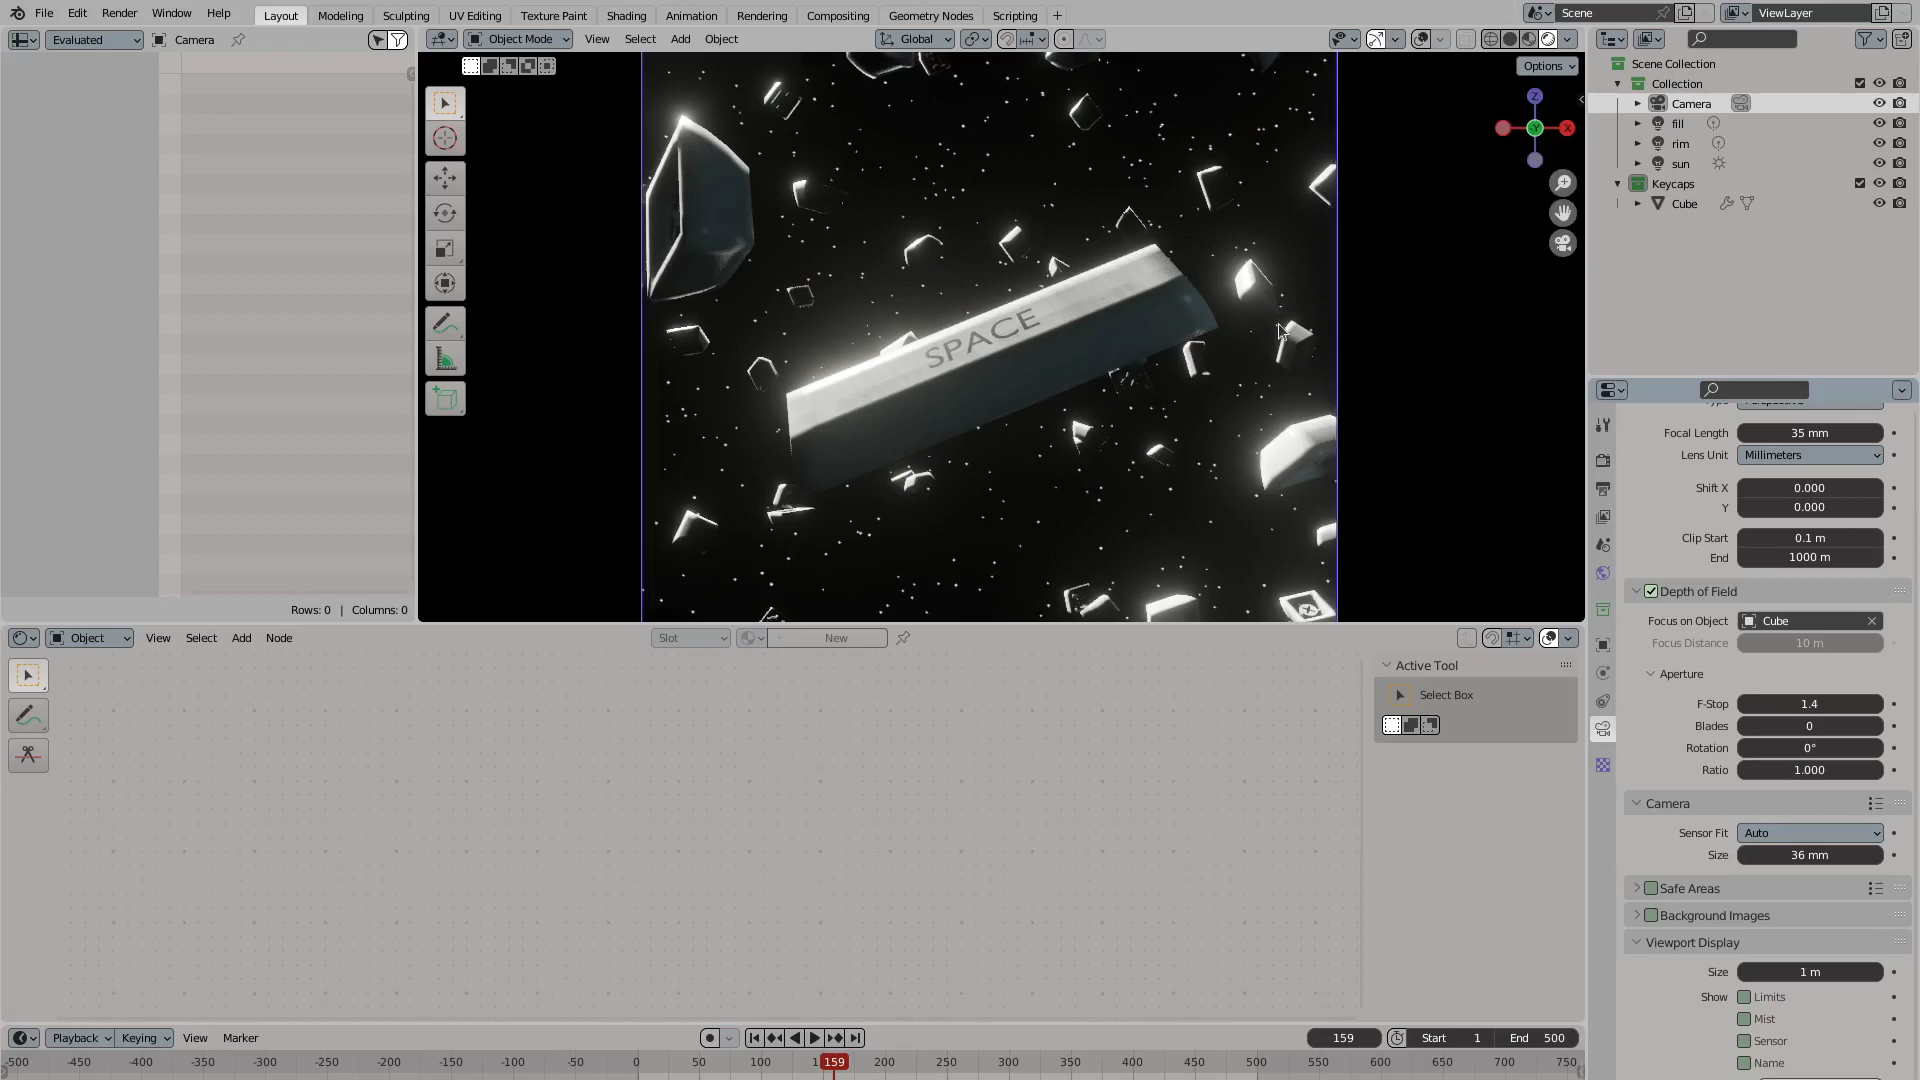 File Edit Render Window Help Layout Modeling Sculpting UV Editing Texture Paint Shading Animation Rendering Compositing Geometry Nodes Scripting + Scene ViewLayer
Evaluated Camera Object Mode View Select Add Object Global
Options
Z
Y X
Scene Collection
Collection
Camera
fill
rim
sun
Keycaps
Cube
SPACE
Focal Length 35 mm
Lens Unit Millimeters
Shift X 0.000
Y 0.000
Clip Start 0.1 m
End 1000 m
Depth of Field
Focus on Object Cube
Focus Distance 10 m
Aperture
F-Stop 1.4
Blades 0
Rotation 0°
Ratio 1.000
Camera
Sensor Fit Auto
Size 36 mm
Safe Areas
Background Images
Viewport Display
Size 1 m
Show Limits
Mist
Sensor
Name
Rows: 0 | Columns: 0
Object View Select Add Node Slot New
Active Tool
Select Box
Playback Keying View Marker 159 Start 1 End 500
-500 -400 -350 -300 -250 -200 -150 -100 -50 0 50 100 159 200 250 300 350 400 450 500 550 600 650 700 750